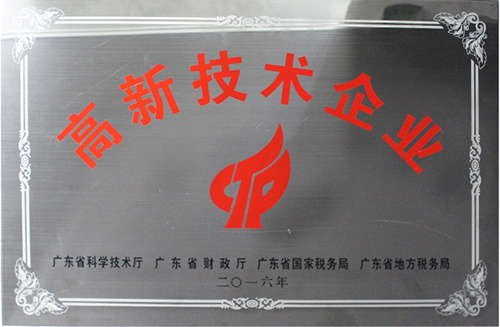 高新技术企业
广东省科学技术厅 广东省财政厅 广东省国家税务局 广东省地方税务局
二〇一六年